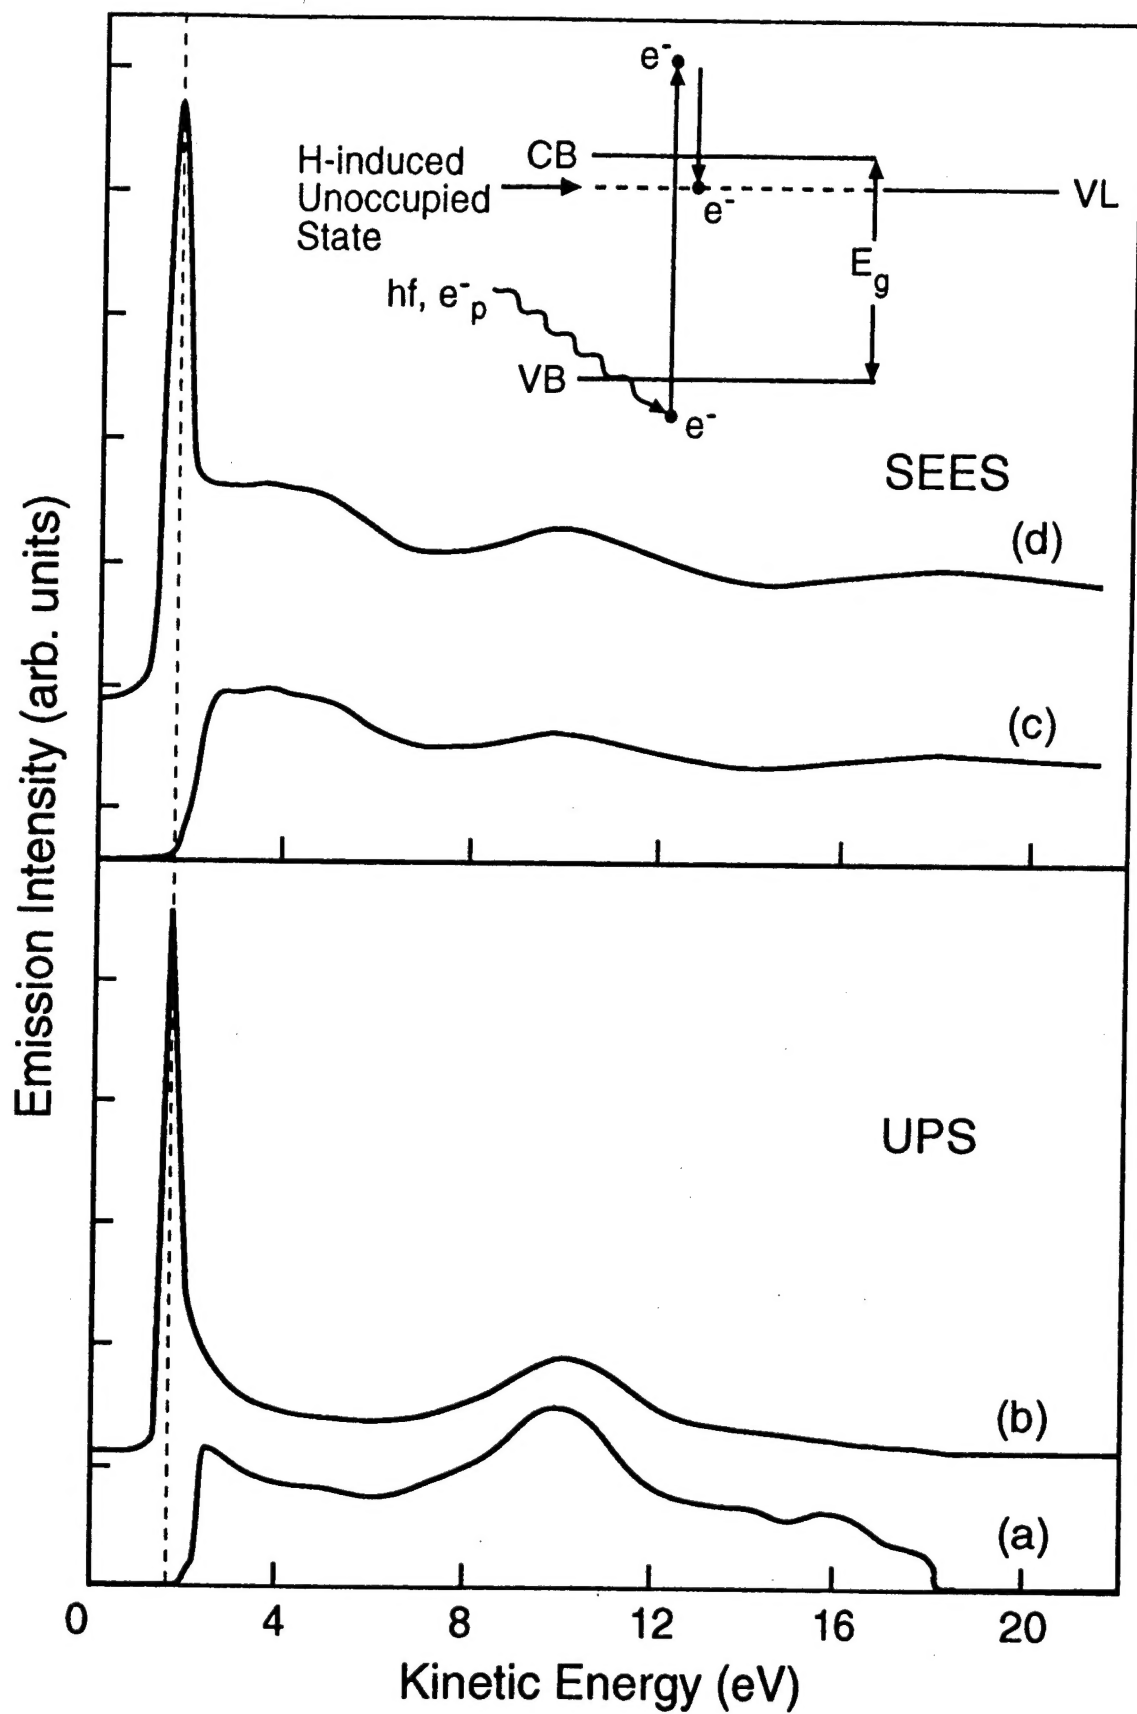 e⁻
H-induced
Unoccupied
State
CB
VL
e⁻
E_g
hf, e⁻_p
VB
e⁻
SEES
(d)
(c)
UPS
(b)
(a)
0 4 8 12 16 20
Kinetic Energy (eV)
Emission Intensity (arb. units)